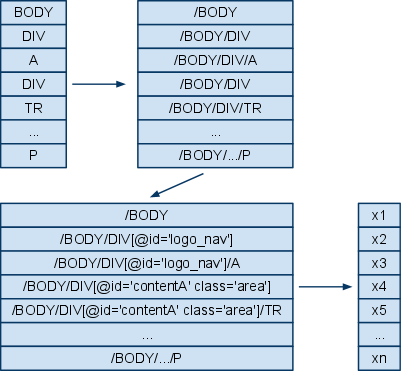 BODY
DIV
A
DIV
TR
...
P
/BODY
/BODY/DIV
/BODY/DIV/A
/BODY/DIV
/BODY/DIV/TR
...
/BODY/.../P
/BODY
/BODY/DIV[@id='logo_nav']
/BODY/DIV[@id='logo_nav']/A
/BODY/DIV[@id='contentA' class='area']
/BODY/DIV[@id='contentA' class='area']/TR
...
/BODY/.../P
x1
x2
x3
x4
x5
...
xn